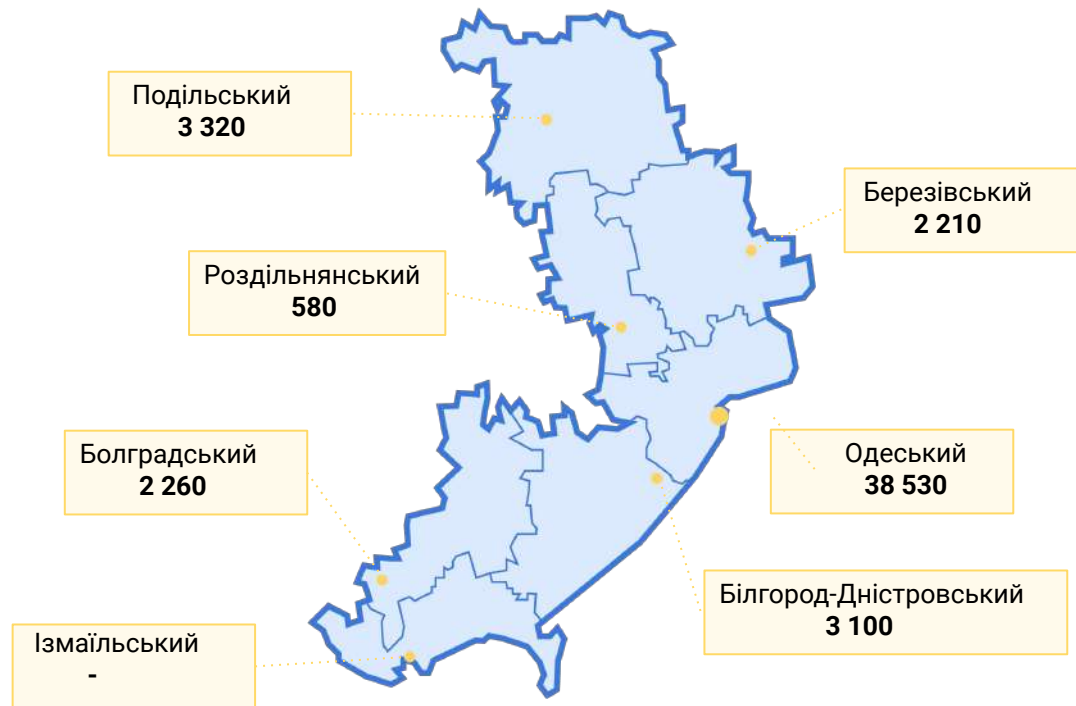 Подільський
3 320
Березівський
2 210
Роздільнянський
580
Болградський
2 260
Одеський
38 530
Білгород-Дністровський
3 100
Ізмаїльський
-